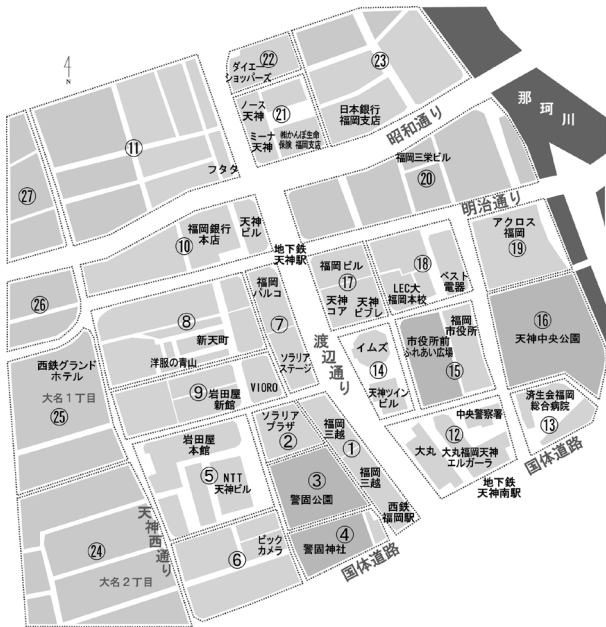 ㉒
ダイエー
ショッパーズ
㉓
4
N
ノース
天神
㉑
日本銀行
福岡支店
那珂川
ミーナ
天神
㈱かんぽ生命
保険 福岡支店
昭和通り
⑪
フタタ
福岡三栄ビル
⑳
㉗
明治通り
福岡銀行
本店
⑩
天神
ビル
地下鉄
天神駅
アクロス
福岡
⑲
㉖
福岡ビル
⑰
天神
コア
天神
ビブレ
⑱
LEC大
福岡本校
ベスト
電器
福岡
パルコ
⑦
⑧
新天町
洋服の青山
ソラリア
ステージ
渡辺通り
イムズ
⑭
天神ツイン
ビル
市役所前
ふれあい広場
福岡
市役所
⑮
⑯
天神中央公園
西鉄グランド
ホテル
大名1丁目
㉕
⑨
岩田屋
新館
VIORO
岩田屋
本館
⑤
NTT
天神ビル
ソラリア
プラザ
②
福岡
三越
①
福岡
三越
中央警察署
⑫
大丸
大丸福岡天神
エルガーラ
済生会福岡
総合病院
⑬
国体道路
地下鉄
天神南駅
③
警固公園
西鉄
福岡駅
天神西通り
㉔
大名2丁目
⑥
ビック
カメラ
④
警固神社
国体道路